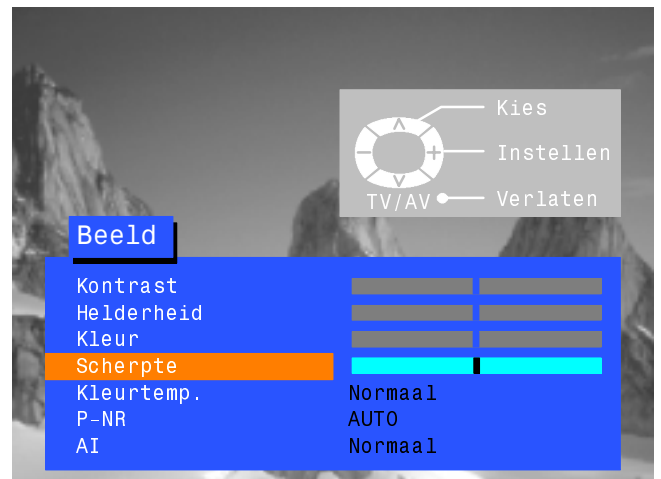 Kies
Instellen
TV/AV Verlaten
Beeld
Kontrast
Helderheid
Kleur
Scherpte
Kleurtemp. Normaal
P-NR AUTO
AI Normaal